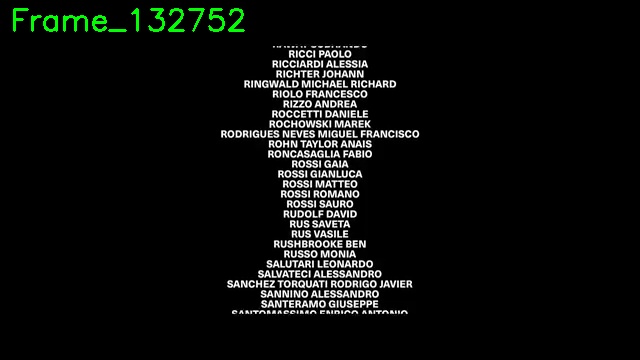 Frame_132752
RICCI PAOLO
RICCIARDI ALESSIA
RICHTER JOHANN
RINGWALD MICHAEL RICHARD
RIOLO FRANCESCO
RIZZO ANDREA
ROCCETTI DANIELE
ROCHOWSKI MAREK
RODRIGUES NEVES MIGUEL FRANCISCO
ROHN TAYLOR ANAIS
RONCASAGLIA FABIO
ROSSI GAIA
ROSSI GIANLUCA
ROSSI MATTEO
ROSSI ROMANO
ROSSI SAURO
RUDOLF DAVID
RUS SAVETA
RUS VASILE
RUSHBROOKE BEN
RUSSO MONIA
SALUTARI LEONARDO
SALVATECI ALESSANDRO
SANCHEZ TORQUATI RODRIGO JAVIER
SANNINO ALESSANDRO
SANTERAMO GIUSEPPE
SANTOMASSIMO ENRICO ANTONIO